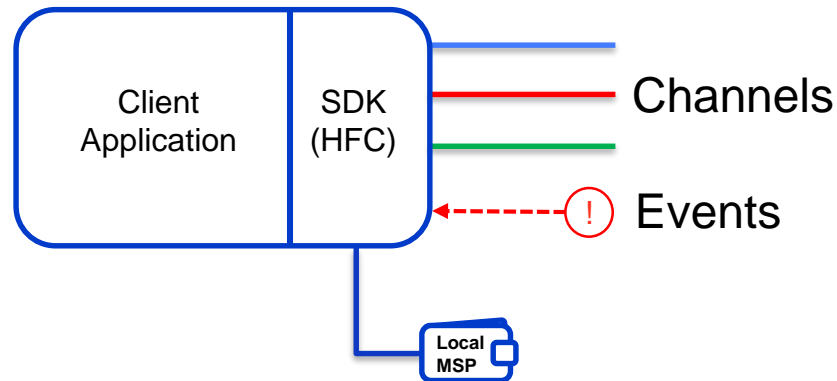 Client
Application
SDK
(HFC)
Channels
!
Events
Local
MSP